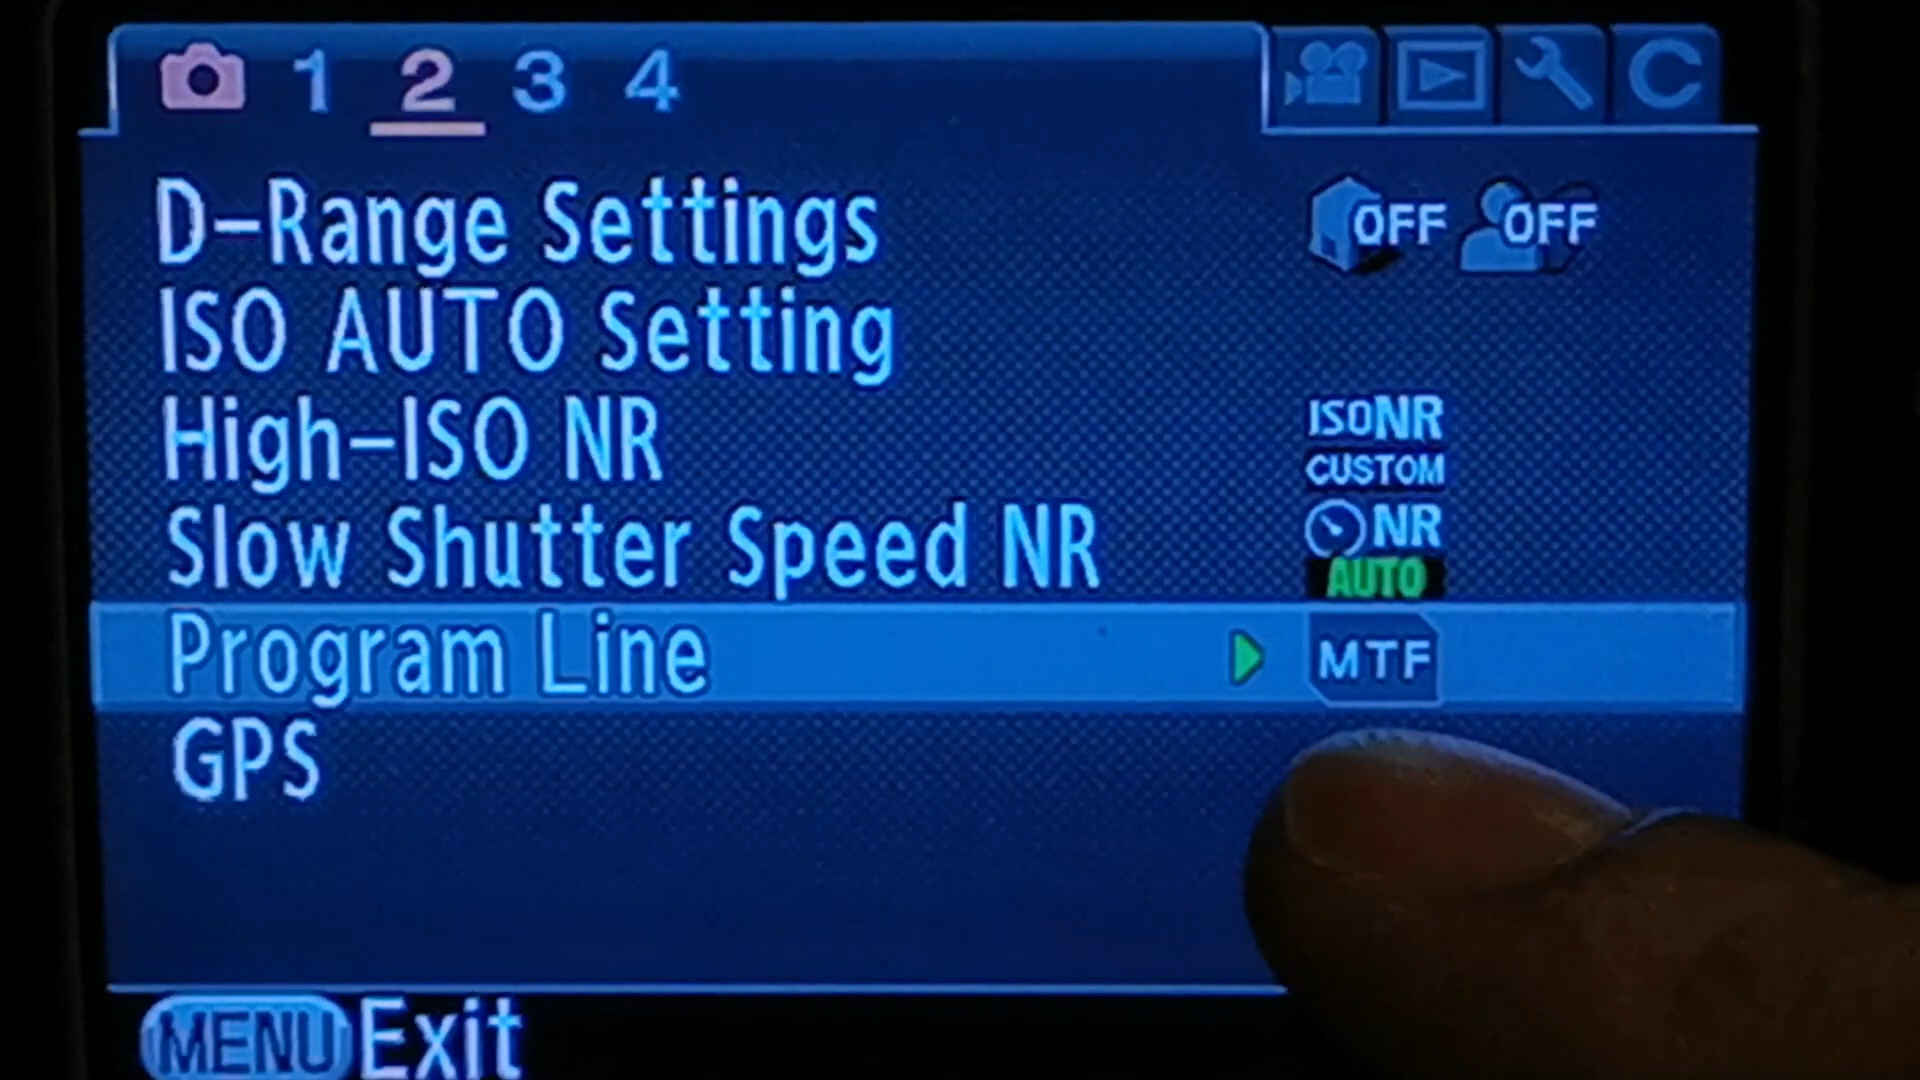 1 2 3 4 C
D-Range Settings OFF OFF
ISO AUTO Setting
High-ISO NR ISONR CUSTOM
Slow Shutter Speed NR NR AUTO
Program Line MTF
GPS
MENU Exit